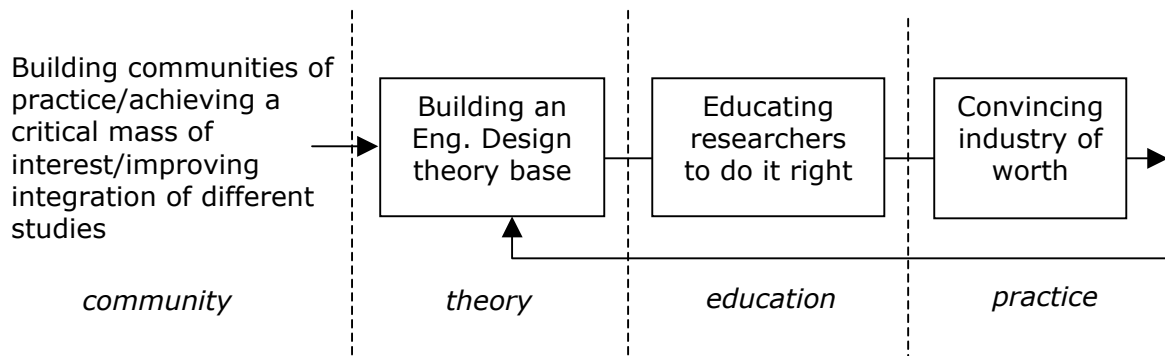 Building communities of
practice/achieving a
critical mass of
interest/improving
integration of different
studies
Building an
Eng. Design
theory base
Educating
researchers
to do it right
Convincing
industry of
worth
community
theory
education
practice